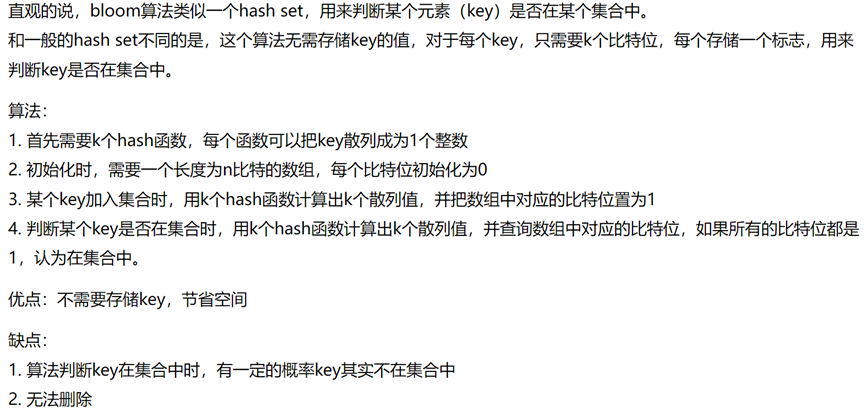 直观的说，bloom算法类似一个hash set，用来判断某个元素（key）是否在某个集合中。
和一般的hash set不同的是，这个算法无需存储key的值，对于每个key，只需要k个比特位，每个存储一个标志，用来
判断key是否在集合中。
算法：
1. 首先需要k个hash函数，每个函数可以把key散列成为1个整数
2. 初始化时，需要一个长度为n比特的数组，每个比特位初始化为0
3. 某个key加入集合时，用k个hash函数计算出k个散列值，并把数组中对应的比特位置为1
4. 判断某个key是否在集合时，用k个hash函数计算出k个散列值，并查询数组中对应的比特位，如果所有的比特位都是
1，认为在集合中。
优点：不需要存储key，节省空间
缺点：
1. 算法判断key在集合中时，有一定的概率key其实不在集合中
2. 无法删除